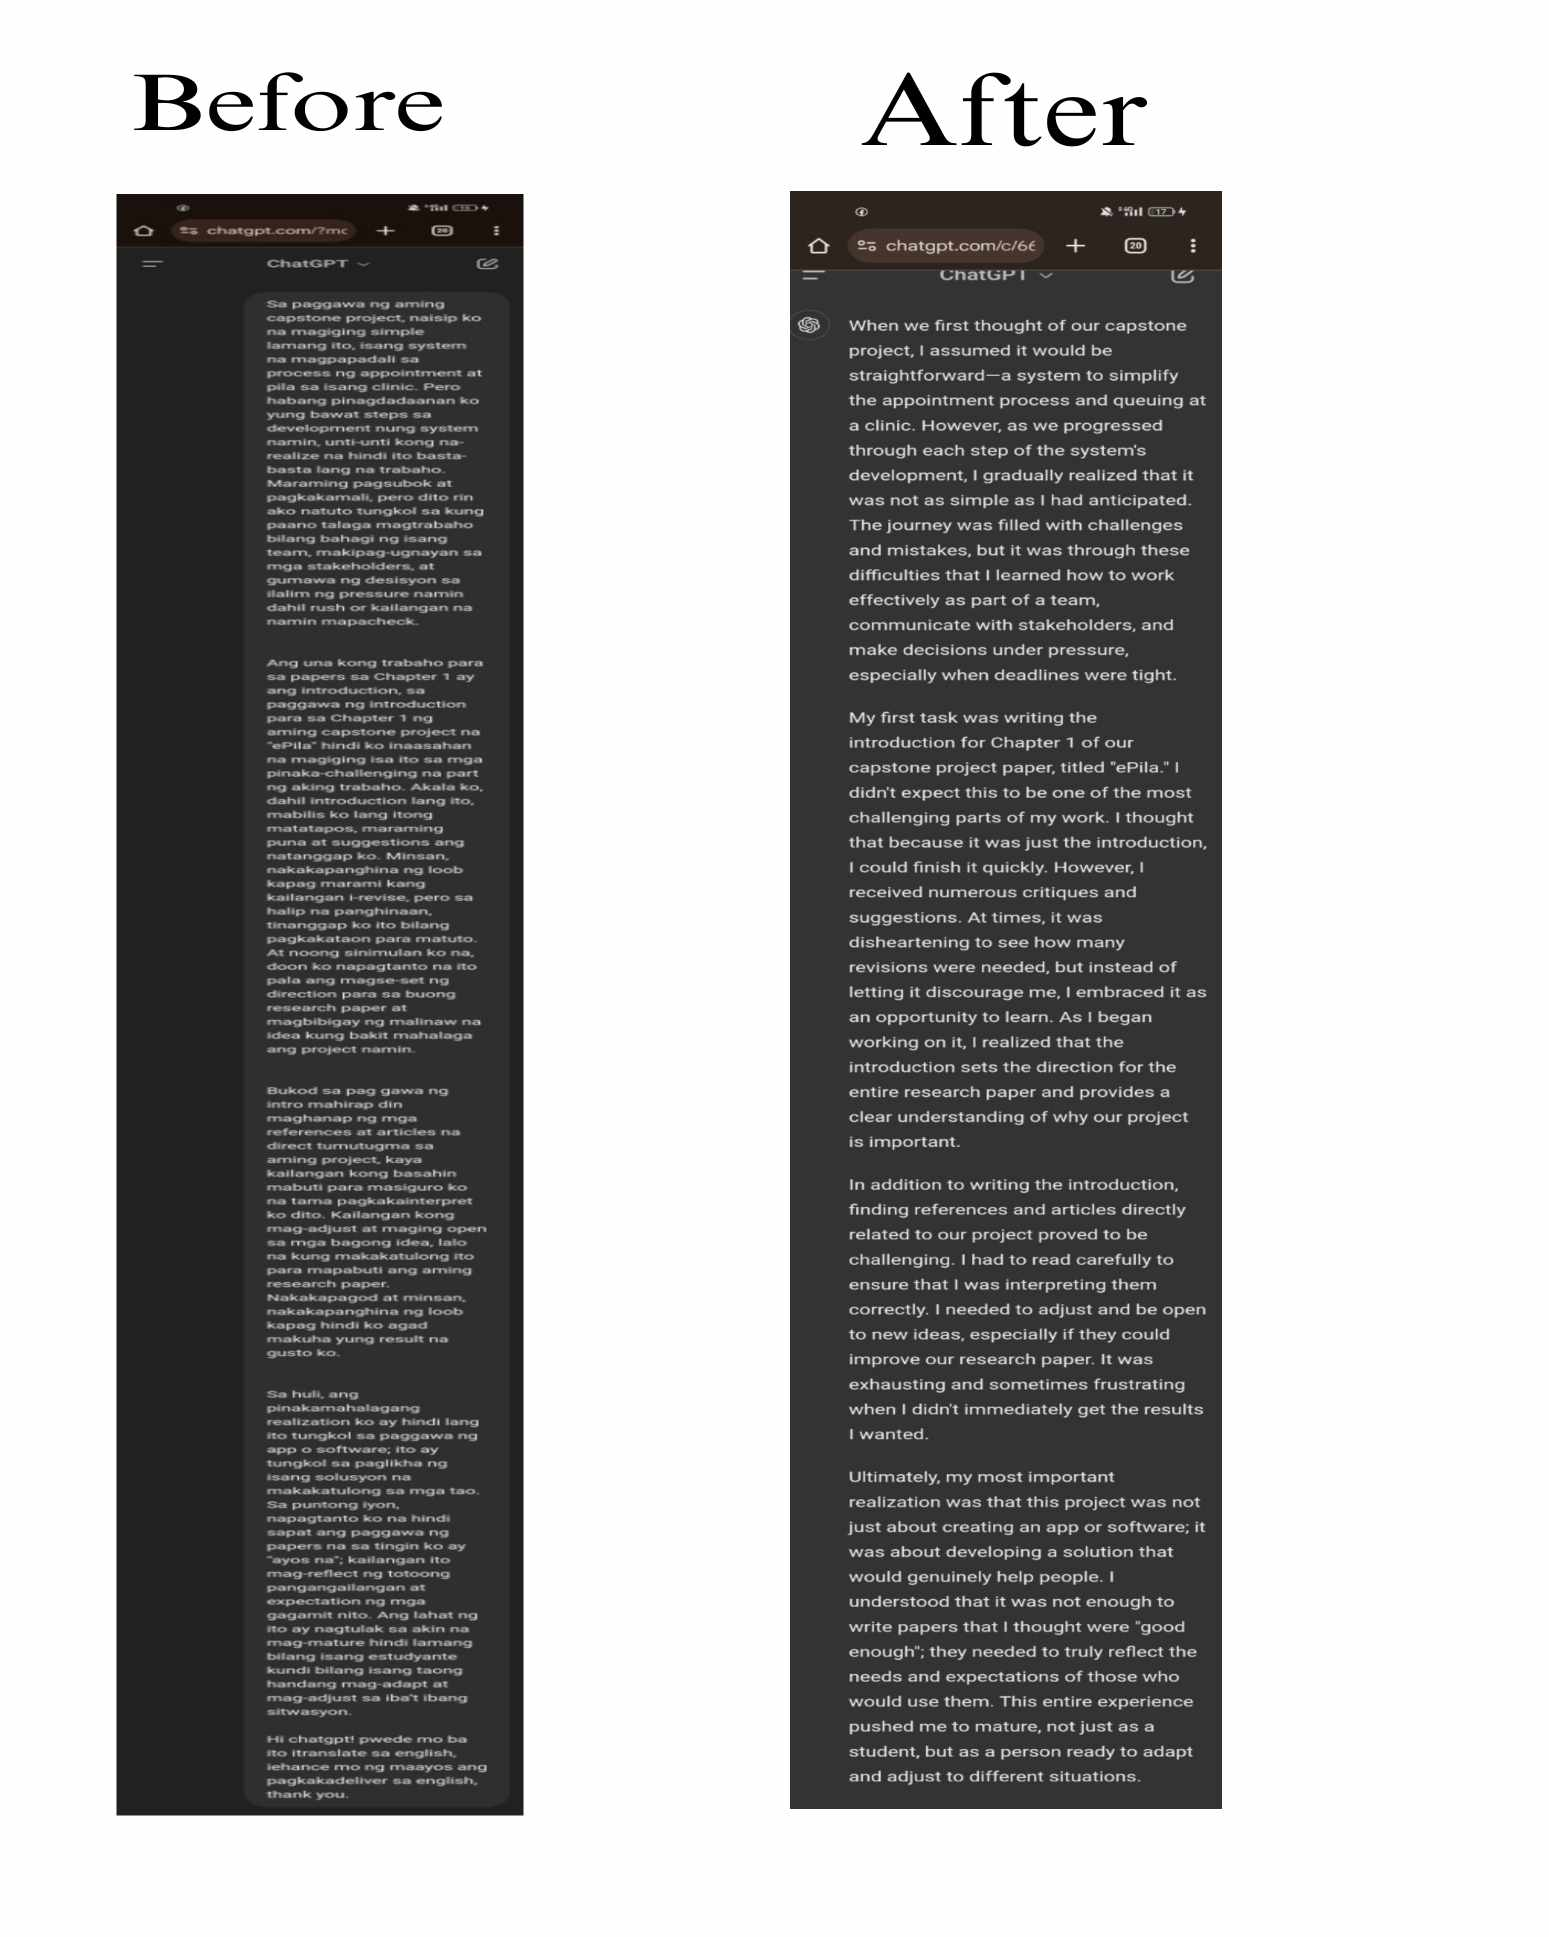 Before
After
chatgpt.com/?mc
20
ChatGPT
Sa paggawa ng aming
capstone project, naisip ko
na magiging simple
lamang ito, isang system
na magpapadali sa
process ng appointment at
pila sa isang clinic. Pero
habang pinagdadaanan ko
yung bawat steps sa
development nung system
namin, unti-unti kong na-
realize na hindi ito basta-
basta lang na trabaho.
Maraming pagsubok at
pagkakamali, pero dito rin
ako natuto tungkol sa kung
paano talaga magtrabaho
bilang bahagi ng isang
team, makipag-ugnayan sa
mga stakeholders, at
gumawa ng desisyon sa
ilalim ng pressure namin
dahil rush or kailangan na
namin mapacheck.
Ang una kong trabaho para
sa papers sa Chapter 1 ay
ang introduction, sa
paggawa ng introduction
para sa Chapter 1 ng
aming capstone project na
"ePila" hindi ko inaasahan
na magiging isa ito sa mga
pinaka-challenging na part
ng aking trabaho. Akala ko,
dahil introduction lang ito,
mabilis ko lang itong
matatapos, maraming
puna at suggestions ang
natanggap ko. Minsan,
nakakapanghina ng loob
kapag marami kang
kailangan i-revise, pero sa
halip na panghinaan,
tinanggap ko ito bilang
pagkakataon para matuto.
At noong sinimulan ko na,
doon ko napagtanto na ito
pala ang magse-set ng
direction para sa buong
research paper at
magbibigay ng malinaw na
idea kung bakit mahalaga
ang project namin.
Bukod sa pag gawa ng
intro mahirap din
maghanap ng mga
references at articles na
direct tumutugma sa
aming project, kaya
kailangan kong basahin
mabuti para masiguro ko
na tama pagkakainterpret
ko dito. Kailangan kong
mag-adjust at maging open
sa mga bagong idea, lalo
na kung makakatulong ito
para mapabuti ang aming
research paper.
Nakakapagod at minsan,
nakakapanghina ng loob
kapag hindi ko agad
makuha yung result na
gusto ko.
Sa huli, ang
pinakamahalagang
realization ko ay hindi lang
ito tungkol sa paggawa ng
app o software; ito ay
tungkol sa paglikha ng
isang solusyon na
makakatulong sa mga tao.
Sa puntong iyon,
napagtanto ko na hindi
sapat ang paggawa ng
papers na sa tingin ko ay
"ayos na"; kailangan ito
mag-reflect ng totoong
pangangailangan at
expectation ng mga
gagamit nito. Ang lahat ng
ito ay nagtulak sa akin na
mag-mature hindi lamang
bilang isang estudyante
kundi bilang isang taong
handang mag-adapt at
mag-adjust sa iba't ibang
sitwasyon.
Hi chatgpt! pwede mo ba
ito itranslate sa english,
iehance mo ng maayos ang
pagkakadeliver sa english,
thank you.
17
chatgpt.com/c/66
20
ChatGPT
When we first thought of our capstone
project, I assumed it would be
straightforward—a system to simplify
the appointment process and queuing at
a clinic. However, as we progressed
through each step of the system's
development, I gradually realized that it
was not as simple as I had anticipated.
The journey was filled with challenges
and mistakes, but it was through these
difficulties that I learned how to work
effectively as part of a team,
communicate with stakeholders, and
make decisions under pressure,
especially when deadlines were tight.
My first task was writing the
introduction for Chapter 1 of our
capstone project paper, titled "ePila." I
didn't expect this to be one of the most
challenging parts of my work. I thought
that because it was just the introduction,
I could finish it quickly. However, I
received numerous critiques and
suggestions. At times, it was
disheartening to see how many
revisions were needed, but instead of
letting it discourage me, I embraced it as
an opportunity to learn. As I began
working on it, I realized that the
introduction sets the direction for the
entire research paper and provides a
clear understanding of why our project
is important.
In addition to writing the introduction,
finding references and articles directly
related to our project proved to be
challenging. I had to read carefully to
ensure that I was interpreting them
correctly. I needed to adjust and be open
to new ideas, especially if they could
improve our research paper. It was
exhausting and sometimes frustrating
when I didn't immediately get the results
I wanted.
Ultimately, my most important
realization was that this project was not
just about creating an app or software; it
was about developing a solution that
would genuinely help people. I
understood that it was not enough to
write papers that I thought were "good
enough"; they needed to truly reflect the
needs and expectations of those who
would use them. This entire experience
pushed me to mature, not just as a
student, but as a person ready to adapt
and adjust to different situations.